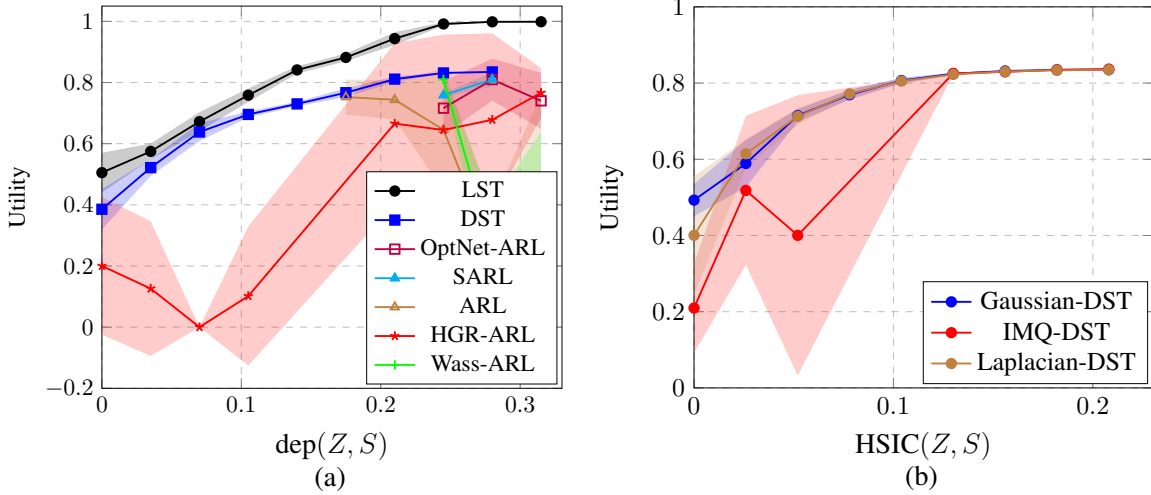 1
0.8
0.6
0.4
0.2
0
−0.2
Utility
0 0.1 0.2 0.3
dep(Z, S)
(a)
LST
DST
OptNet-ARL
SARL
ARL
HGR-ARL
Wass-ARL
1
0.8
0.6
0.4
0.2
0
Utility
0 0.1 0.2
HSIC(Z, S)
(b)
Gaussian-DST
IMQ-DST
Laplacian-DST